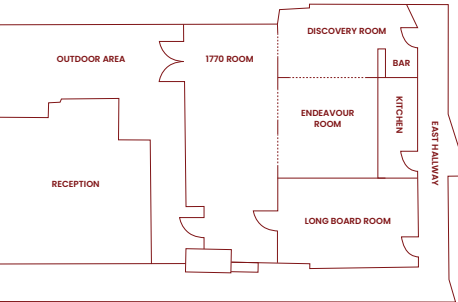 DISCOVERY ROOM
OUTDOOR AREA
1770 ROOM
BAR
ENDEAVOUR
ROOM
KITCHEN
EAST HALLWAY
RECEPTION
LONG BOARD ROOM